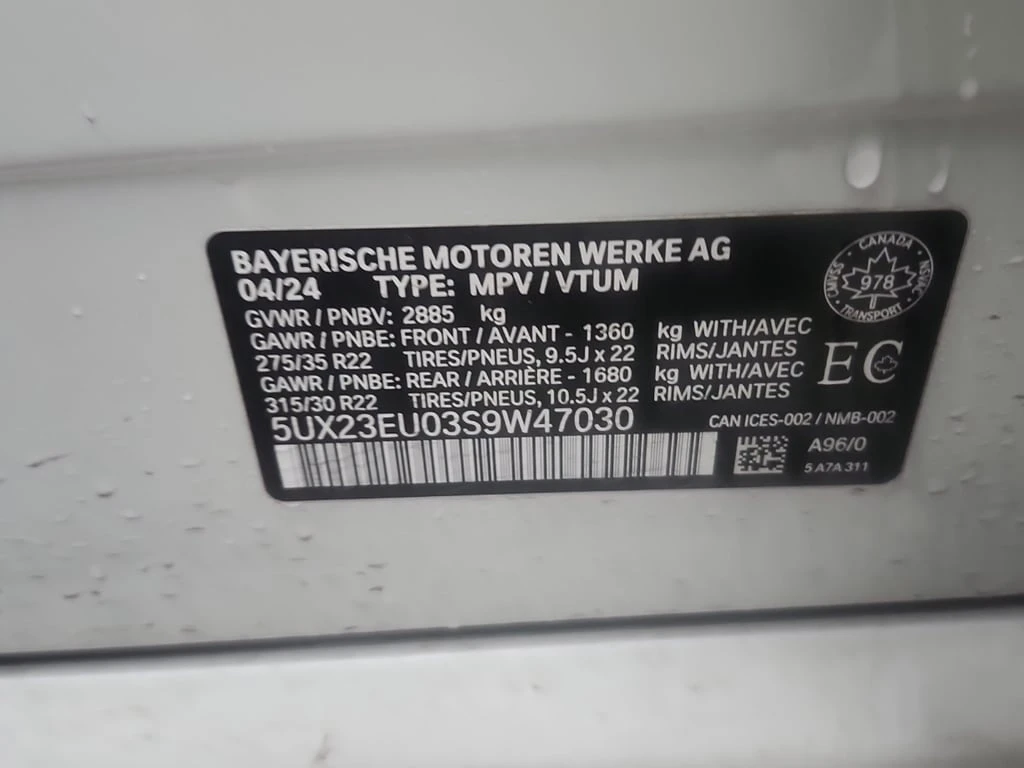 BAYERISCHE MOTOREN WERKE AG
04/24 TYPE: MPV / VTUM
GVWR / PNBV: 2885 kg
GAWR / PNBE: FRONT / AVANT - 1360 kg WITH/AVEC
275/35 R22 TIRES/PNEUS, 9.5J x 22 RIMS/JANTES
GAWR / PNBE: REAR / ARRIÈRE - 1680 kg WITH/AVEC
315/30 R22 TIRES/PNEUS, 10.5J x 22 RIMS/JANTES
5UX23EU03S9W47030
CANADA
CMVSS
978
NSVAC
TRANSPORT
EC
CAN ICES-002 / NMB-002
A96/0
5 A7A 311